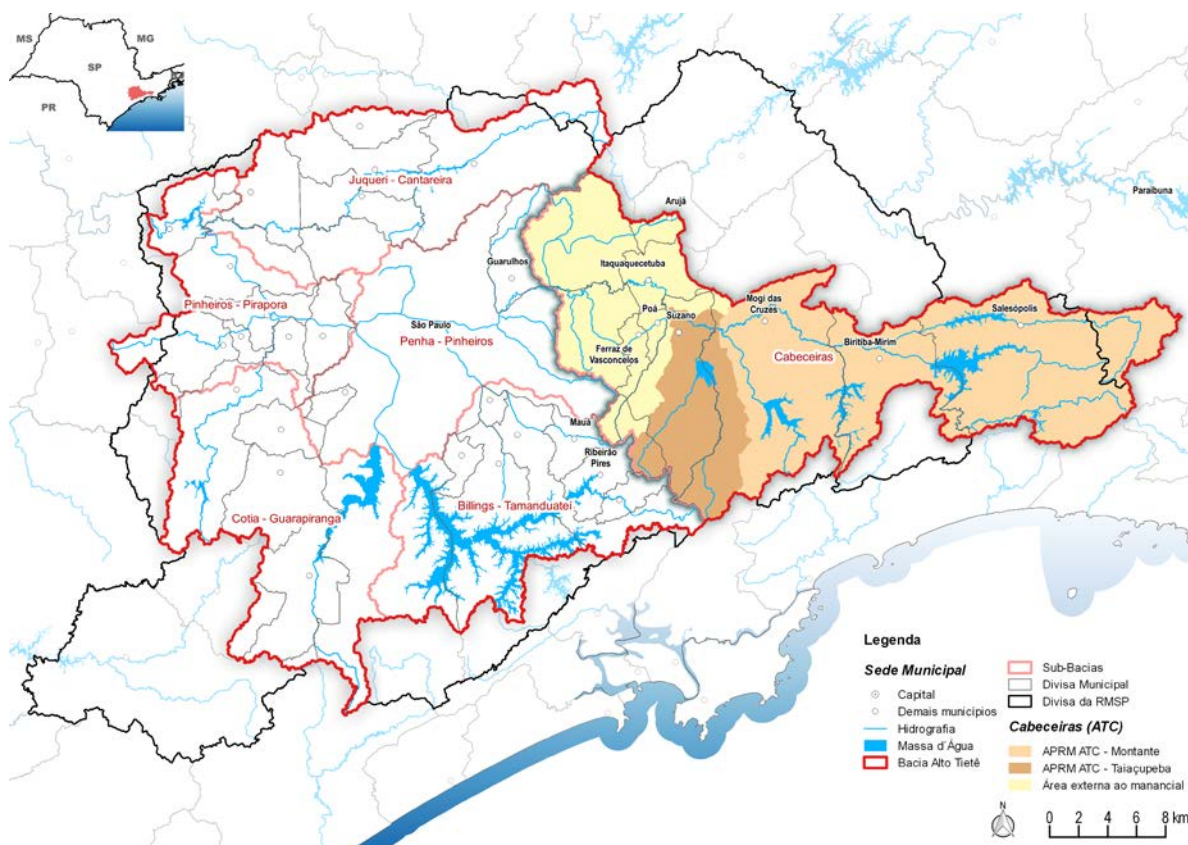 MS
MG
SP
PR
Juqueri - Cantareira
Paraibuna
Arujá
Guarulhos
Itaquaquecetuba
Pinheiros - Pirapora
Poá
Suzano
Mogi das
Cruzes
Salesópolis
São Paulo
Penha - Pinheiros
Ferraz de
Vasconcelos
Cabeceiras
Biritiba-Mirim
Mauá
Ribeirão
Pires
Cotia - Guarapiranga
Billings - Tamanduateí
Legenda
Sede Municipal
Capital
Demais municípios
Hidrografia
Massa d´Água
Bacia Alto Tietê
Sub-Bacias
Divisa Municipal
Divisa da RMSP
Cabeceiras (ATC)
APRM ATC - Montante
APRM ATC - Taiaçupeba
Área externa ao manancial
N
0 2 4 6 8 km